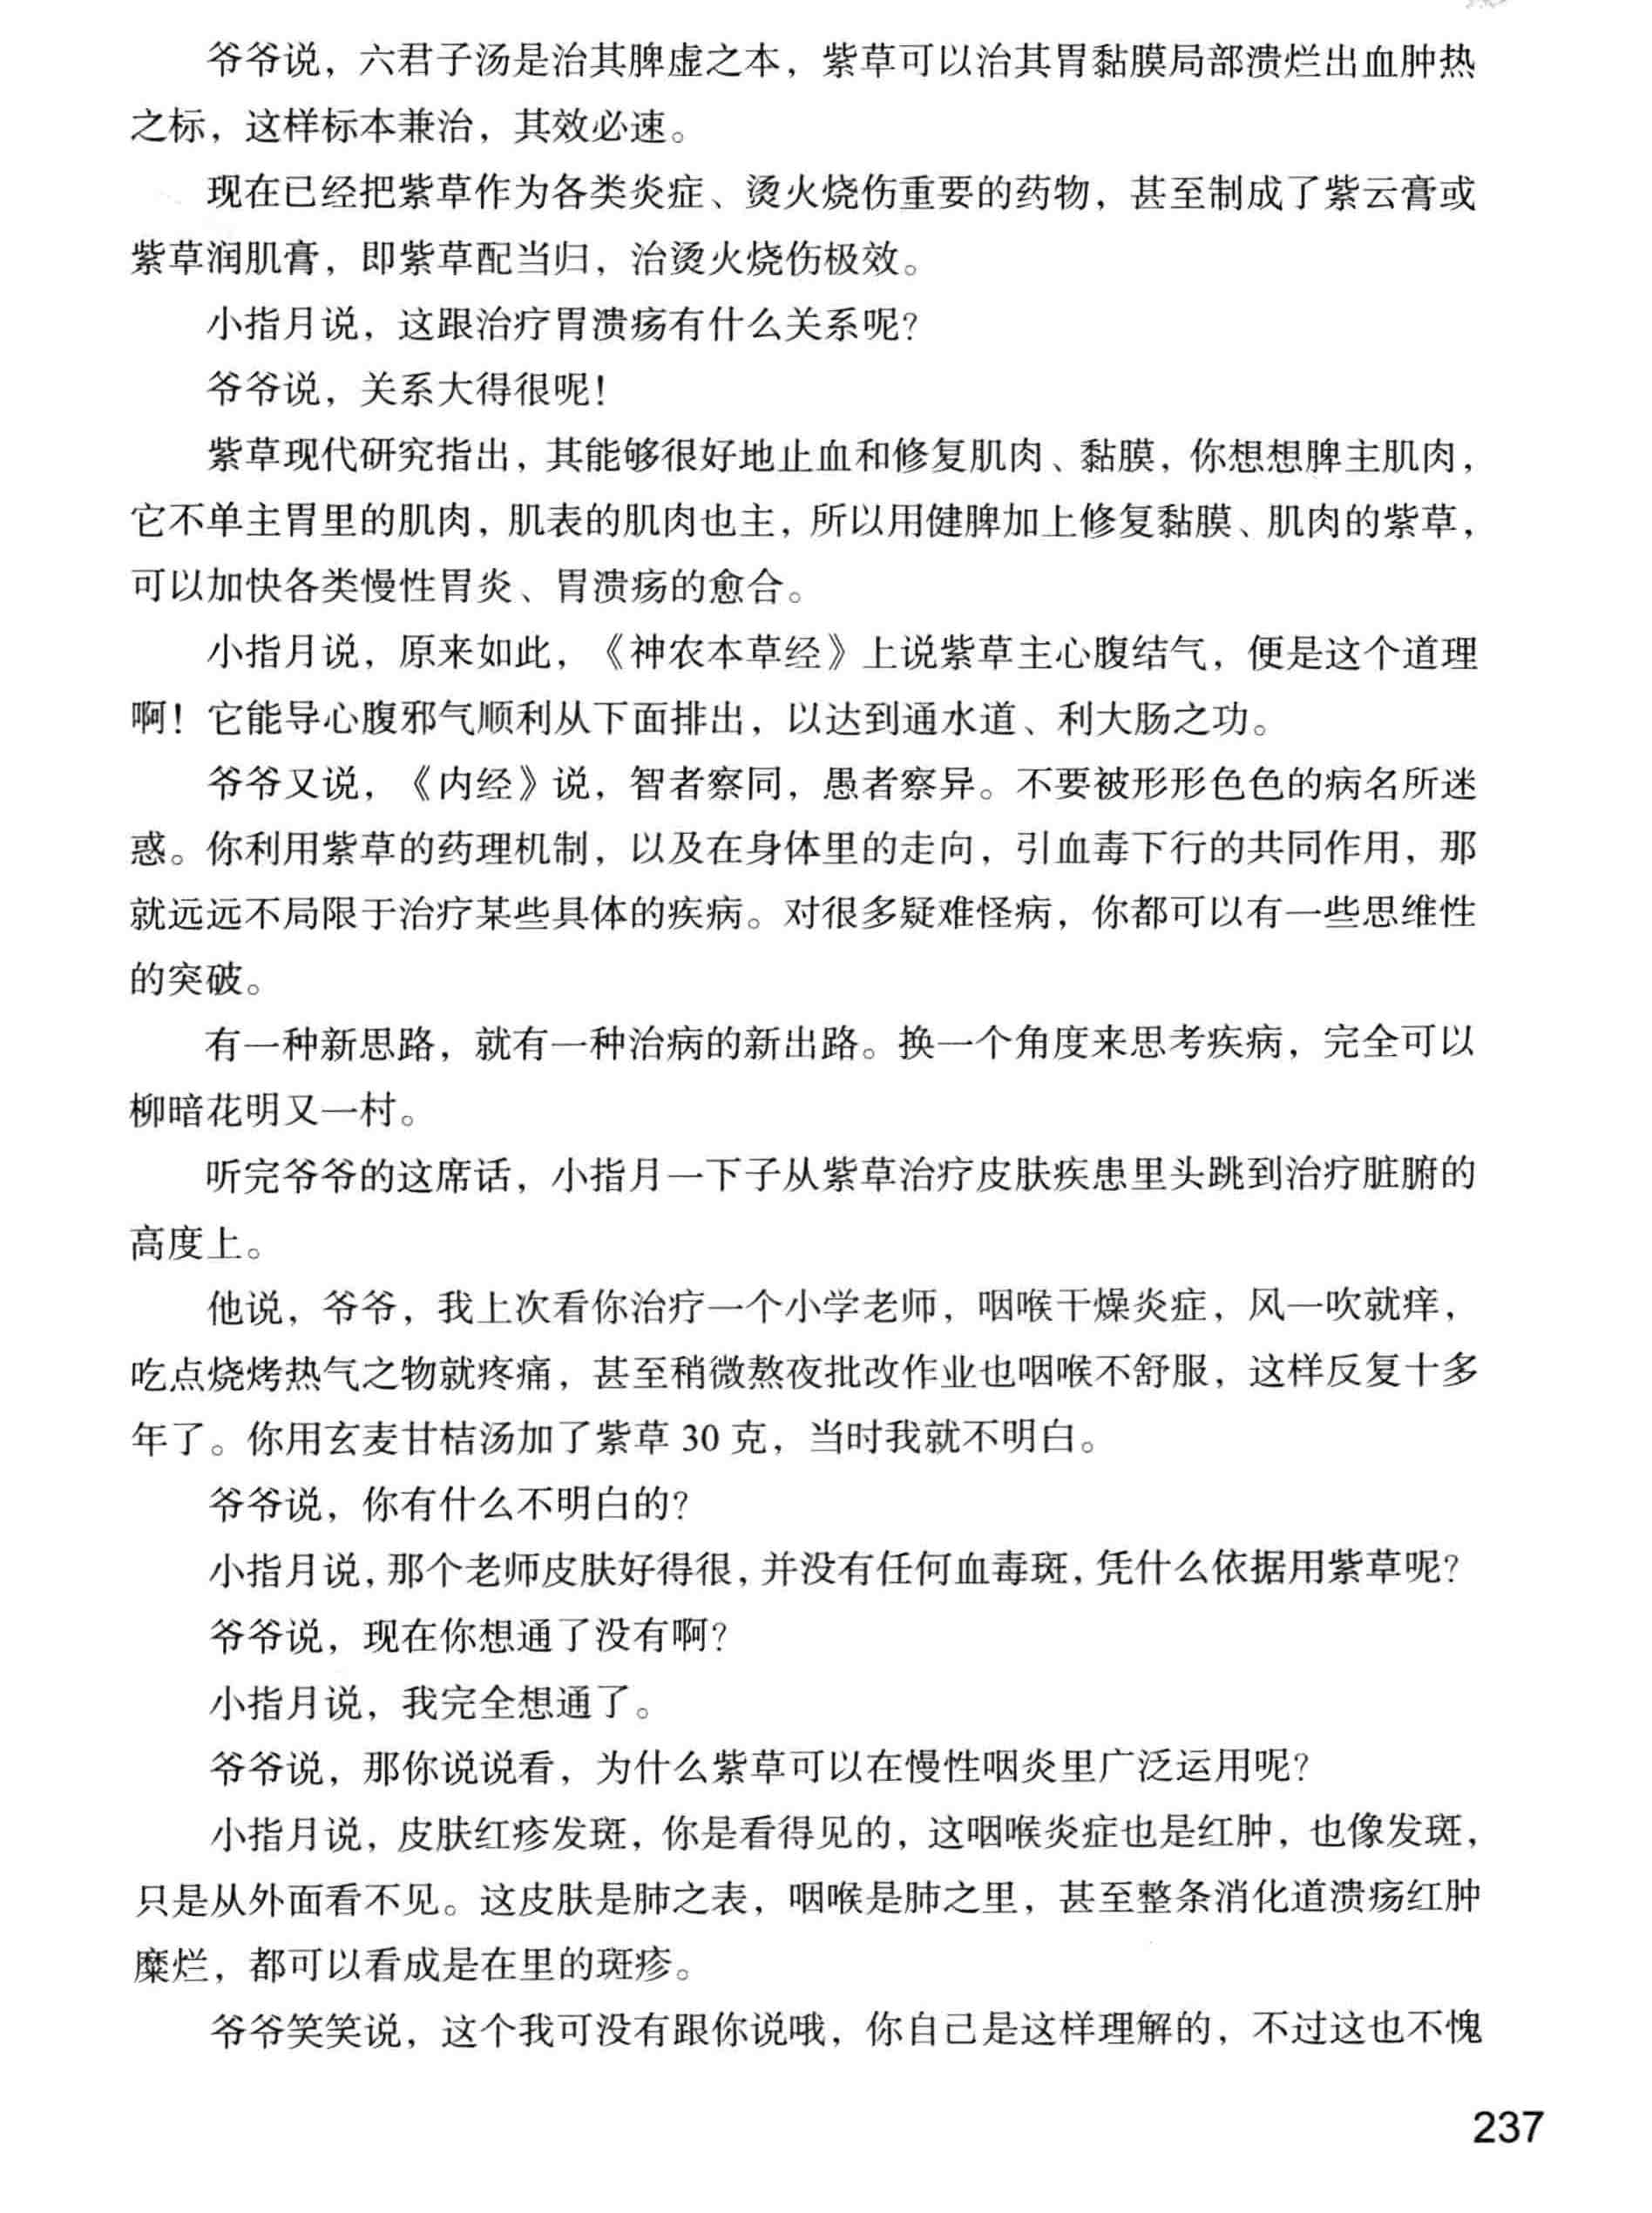 爷爷说，六君子汤是治其脾虚之本，紫草可以治其胃黏膜局部溃烂出血肿热
之标，这样标本兼治，其效必速。
现在已经把紫草作为各类炎症、烫火烧伤重要的药物，甚至制成了紫云膏或
紫草润肌膏，即紫草配当归，治烫火烧伤极效。
小指月说，这跟治疗胃溃疡有什么关系呢？
爷爷说，关系大得很呢！
紫草现代研究指出，其能够很好地止血和修复肌肉、黏膜，你想想脾主肌肉，
它不单主胃里的肌肉，肌表的肌肉也主，所以用健脾加上修复黏膜、肌肉的紫草，
可以加快各类慢性胃炎、胃溃疡的愈合。
小指月说，原来如此，《神农本草经》上说紫草主心腹结气，便是这个道理
啊！它能导心腹邪气顺利从下面排出，以达到通水道、利大肠之功。
爷爷又说，《内经》说，智者察同，愚者察异。不要被形形色色的病名所迷
惑。你利用紫草的药理机制，以及在身体里的走向，引血毒下行的共同作用，那
就远远不局限于治疗某些具体的疾病。对很多疑难怪病，你都可以有一些思维性
的突破。
有一种新思路，就有一种治病的新出路。换一个角度来思考疾病，完全可以
柳暗花明又一村。
听完爷爷的这席话，小指月一下子从紫草治疗皮肤疾患里头跳到治疗脏腑的
高度上。
他说，爷爷，我上次看你治疗一个小学老师，咽喉干燥炎症，风一吹就痒，
吃点烧烤热气之物就疼痛，甚至稍微熬夜批改作业也咽喉不舒服，这样反复十多
年了。你用玄麦甘桔汤加了紫草 30 克，当时我就不明白。
爷爷说，你有什么不明白的？
小指月说，那个老师皮肤好得很，并没有任何血毒斑，凭什么依据用紫草呢？
爷爷说，现在你想通了没有啊？
小指月说，我完全想通了。
爷爷说，那你说说看，为什么紫草可以在慢性咽炎里广泛运用呢？
小指月说，皮肤红疹发斑，你是看得见的，这咽喉炎症也是红肿，也像发斑，
只是从外面看不见。这皮肤是肺之表，咽喉是肺之里，甚至整条消化道溃疡红肿
糜烂，都可以看成是在里的斑疹。
爷爷笑笑说，这个我可没有跟你说哦，你自己是这样理解的，不过这也不愧
237